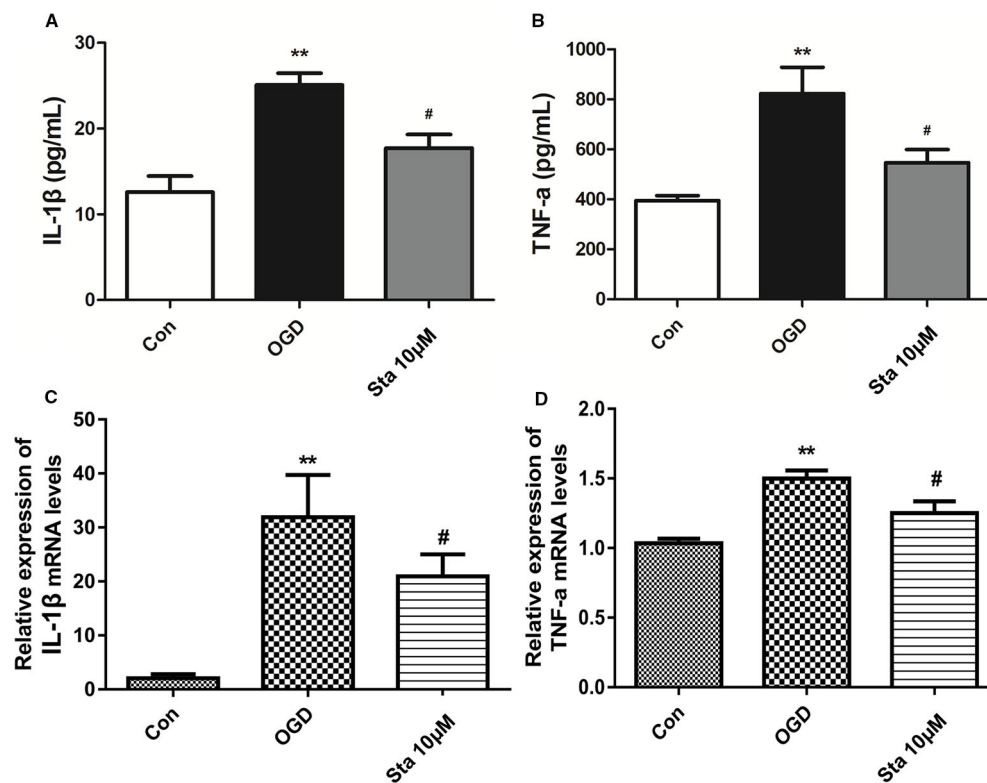 A
IL-1β (pg/mL)
30
20
10
0
**
#
Con
OGD
Sta 10μM
B
TNF-a (pg/mL)
1000
800
600
400
200
0
**
#
Con
OGD
Sta 10μM
C
Relative expression of
IL-1β mRNA levels
50
40
30
20
10
0
**
#
Con
OGD
Sta 10μM
D
Relative expression of
TNF-a mRNA levels
2.0
1.5
1.0
0.5
0.0
**
#
Con
OGD
Sta 10μM